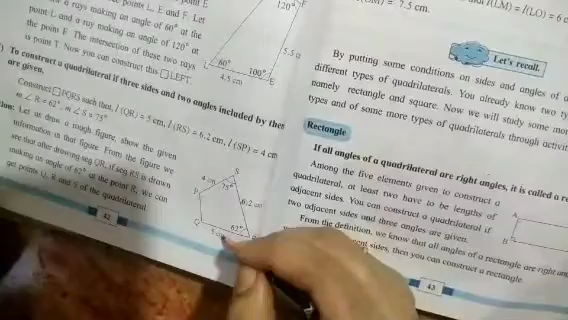 a rays making an angle of 60° at the
point L and a ray making an angle of 120° at
the point E. The intersection of these two rays
is point T. Now you can construct this □ LEFT.
To construct a quadrilateral if three sides and two angles included by them
are given.
Construct □ PQRS such that, l (QR) = 5 cm, l (RS) = 6.2 cm, l (SP) = 4 cm
m ∠ R = 62°, m ∠ S = 75°
Let us draw a rough figure, show the given
information in that figure. From the figure we
see that after drawing seg QR, if seg RS is drawn
making an angle of 62° at the point R, we can
get points Q, R and S of the quadrilateral.
4 cm
S
75°
P
6.2 cm
Q
62°
42
120°
F
5.5 c
L
60°
100°
E
4.5 cm
= 7.5 cm.
l(LM) = l(LO) = 6 c
Let's recall.
By putting some conditions on sides and angles of a
different types of quadrilaterals. You already know two ty
namely rectangle and square. Now we will study some mor
types and of some more types of quadrilaterals through activit
Rectangle
If all angles of a quadrilateral are right angles, it is called a re
Among the five elements given to construct a
quadrilateral, at least two have to be lengths of
adjacent sides. You can construct a quadrilateral if
two adjacent sides and three angles are given.
From the definition, we know that all angles of a rectangle are right
sides, then you can construct a rectangle.
A
B
43